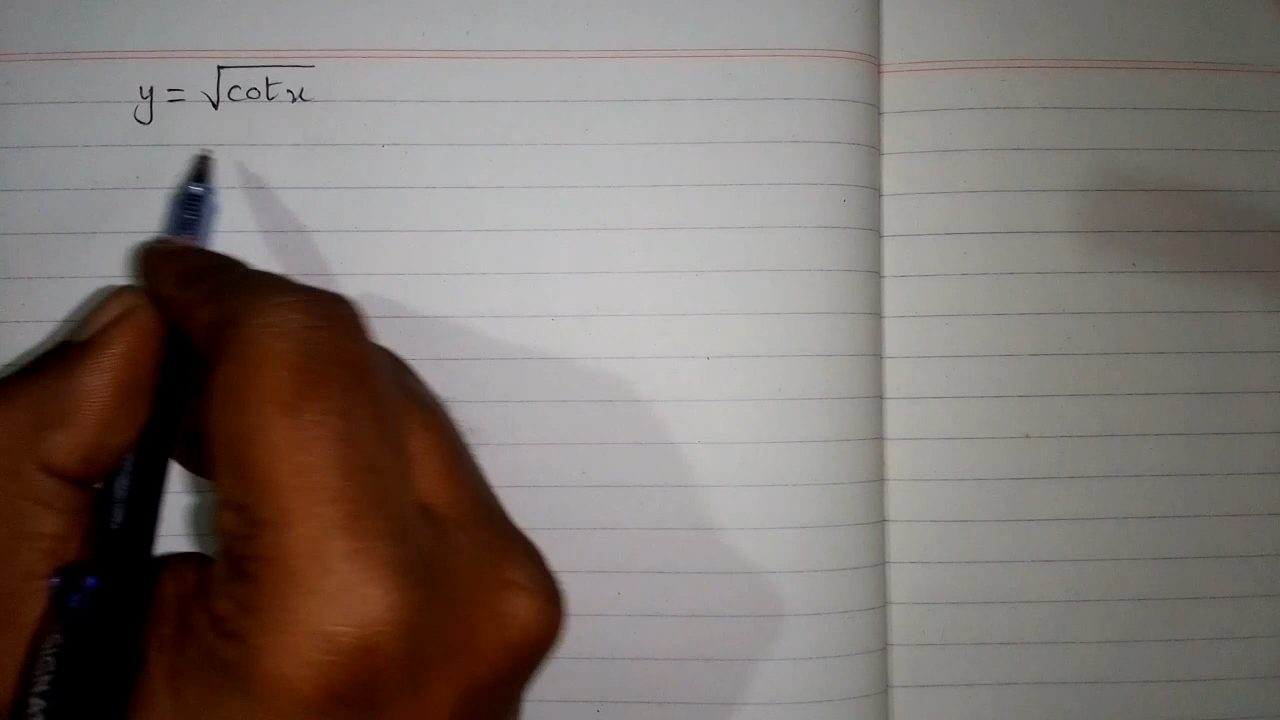 y = √cot x